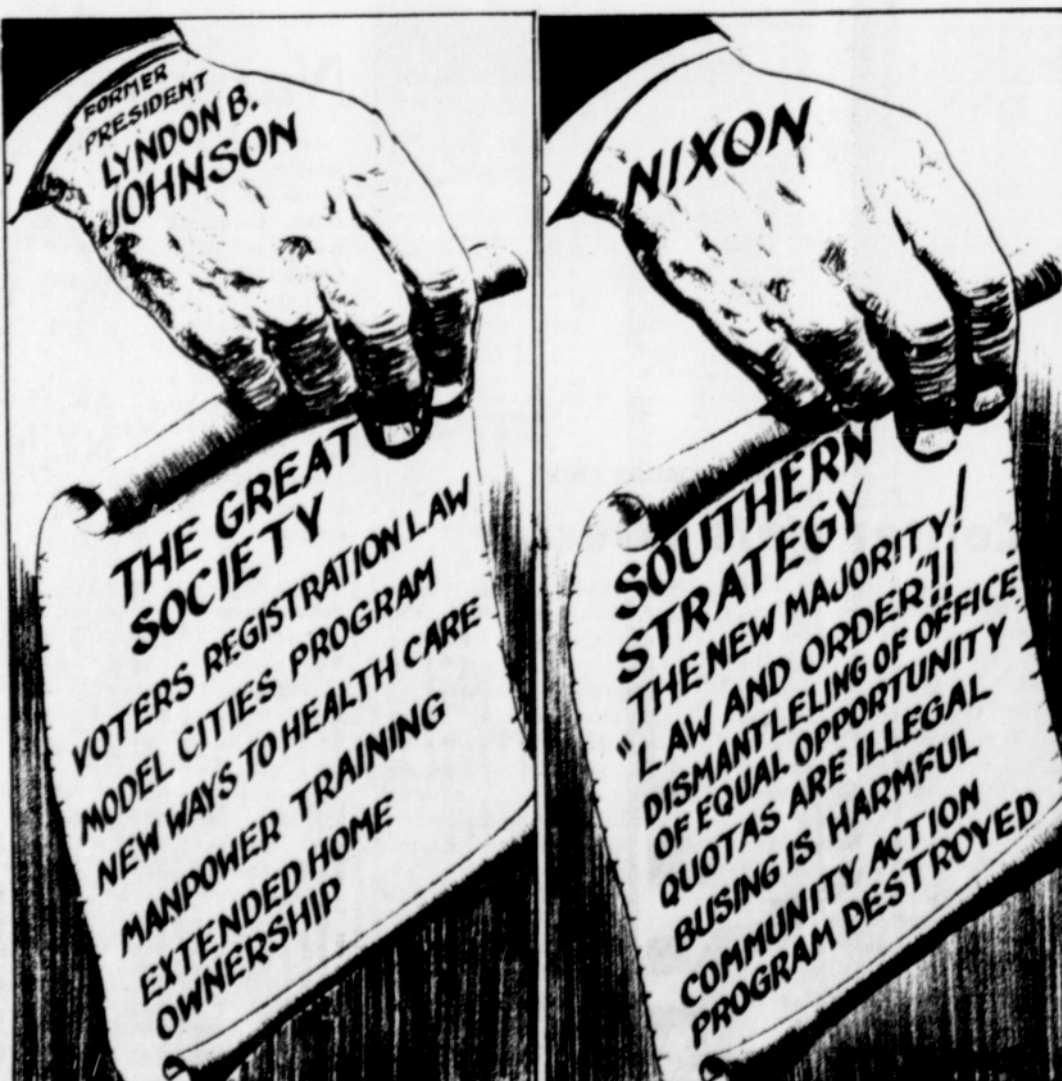 FORMER
PRESIDENT
LYNDON B.
JOHNSON
THE GREAT
SOCIETY
VOTERS REGISTRATION LAW
MODEL CITIES PROGRAM
NEW WAYS TO HEALTH CARE
MANPOWER TRAINING
EXTENDED HOME
OWNERSHIP
NIXON
SOUTHERN
STRATEGY
THE NEW MAJORITY!
"LAW AND ORDER"!!
DISMANTLELING OF OFFICE
OF EQUAL OPPORTUNITY
QUOTAS ARE ILLEGAL
BUSING IS HARMFUL
COMMUNITY ACTION
PROGRAM DESTROYED